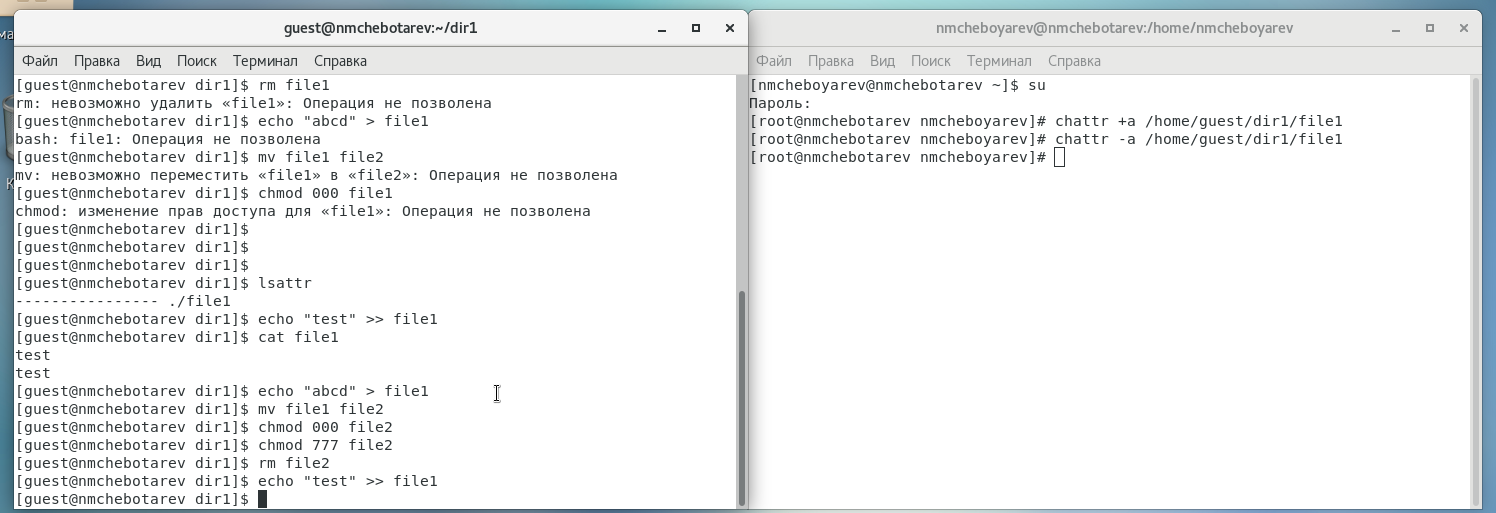 guest@nmchebotarev:~/dir1
Файл Правка Вид Поиск Терминал Справка
[guest@nmchebotarev dir1]$ rm file1
rm: невозможно удалить «file1»: Операция не позволена
[guest@nmchebotarev dir1]$ echo "abcd" > file1
bash: file1: Операция не позволена
[guest@nmchebotarev dir1]$ mv file1 file2
mv: невозможно переместить «file1» в «file2»: Операция не позволена
[guest@nmchebotarev dir1]$ chmod 000 file1
chmod: изменение прав доступа для «file1»: Операция не позволена
[guest@nmchebotarev dir1]$
[guest@nmchebotarev dir1]$
[guest@nmchebotarev dir1]$
[guest@nmchebotarev dir1]$ lsattr
---------------- ./file1
[guest@nmchebotarev dir1]$ echo "test" >> file1
[guest@nmchebotarev dir1]$ cat file1
test
test
[guest@nmchebotarev dir1]$ echo "abcd" > file1
[guest@nmchebotarev dir1]$ mv file1 file2
[guest@nmchebotarev dir1]$ chmod 000 file2
[guest@nmchebotarev dir1]$ chmod 777 file2
[guest@nmchebotarev dir1]$ rm file2
[guest@nmchebotarev dir1]$ echo "test" >> file1
[guest@nmchebotarev dir1]$
nmcheboyarev@nmchebotarev:/home/nmcheboyarev
Файл Правка Вид Поиск Терминал Справка
[nmcheboyarev@nmchebotarev ~]$ su
Пароль:
[root@nmchebotarev nmcheboyarev]# chattr +a /home/guest/dir1/file1
[root@nmchebotarev nmcheboyarev]# chattr -a /home/guest/dir1/file1
[root@nmchebotarev nmcheboyarev]#